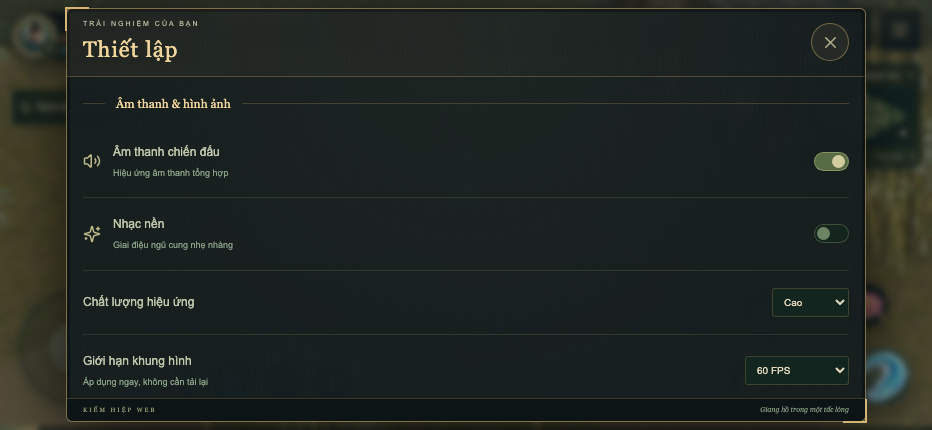 TRẢI NGHIỆM CỦA BẠN
Thiết lập
Âm thanh & hình ảnh
Âm thanh chiến đấu
Hiệu ứng âm thanh tổng hợp
Nhạc nền
Giai điệu ngũ cung nhẹ nhàng
Chất lượng hiệu ứng
Cao
Giới hạn khung hình
Áp dụng ngay, không cần tải lại
60 FPS
KIẾM HIỆP WEB
Giang hồ trong một tấc lòng